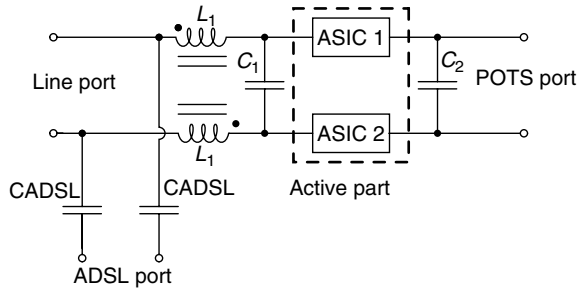 L1
ASIC 1
Line port
C1
C2
POTS port
ASIC 2
L1
CADSL
CADSL
Active part
ADSL port